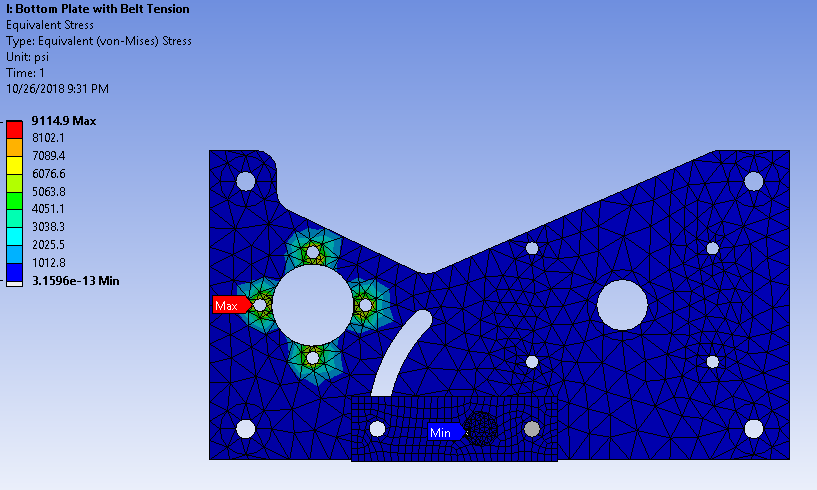 I: Bottom Plate with Belt Tension
Equivalent Stress
Type: Equivalent (von-Mises) Stress
Unit: psi
Time: 1
10/26/2018 9:31 PM
9114.9 Max
8102.1
7089.4
6076.6
5063.8
4051.1
3038.3
2025.5
1012.8
3.1596e-13 Min
Max
Min